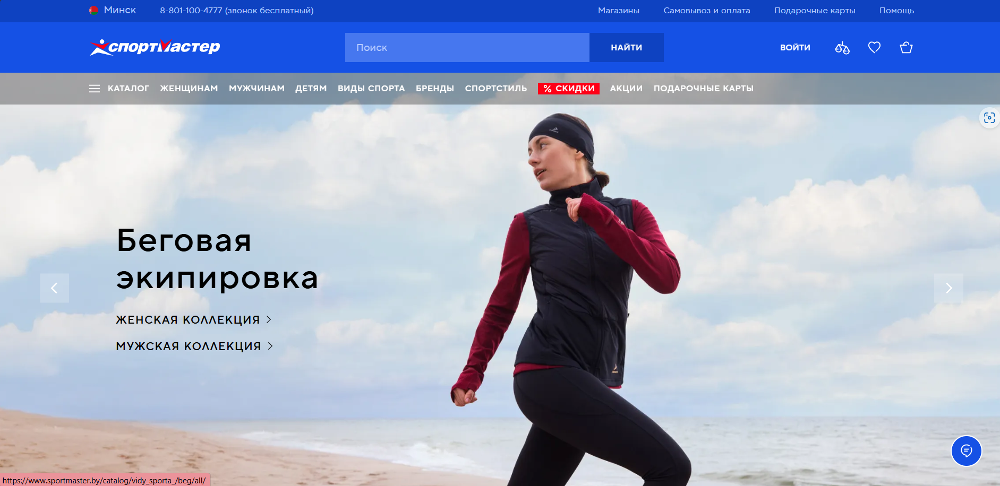 Минск 8-801-100-4777 (звонок бесплатный) Магазины Самовывоз и оплата Подарочные карты Помощь
спортмастер Поиск НАЙТИ ВОЙТИ
КАТАЛОГ ЖЕНЩИНАМ МУЖЧИНАМ ДЕТЯМ ВИДЫ СПОРТА БРЕНДЫ СПОРТСТИЛЬ % СКИДКИ АКЦИИ ПОДАРОЧНЫЕ КАРТЫ
Беговая
экипировка
ЖЕНСКАЯ КОЛЛЕКЦИЯ
МУЖСКАЯ КОЛЛЕКЦИЯ
https://www.sportmaster.by/catalog/vidy_sporta_/beg/all/